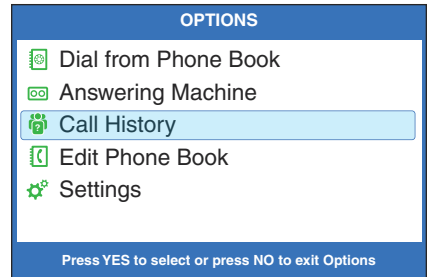 OPTIONS
Dial from Phone Book
Answering Machine
Call History
Edit Phone Book
Settings
Press YES to select or press NO to exit Options